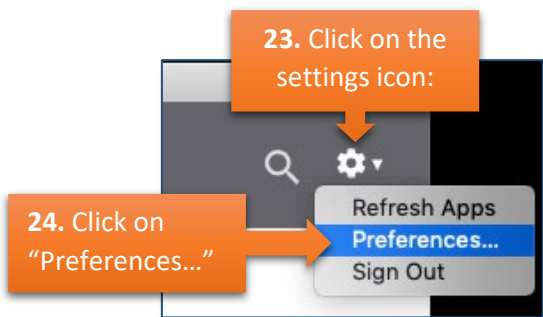 23. Click on the
settings icon:
24. Click on
“Preferences…”
Refresh Apps
Preferences...
Sign Out